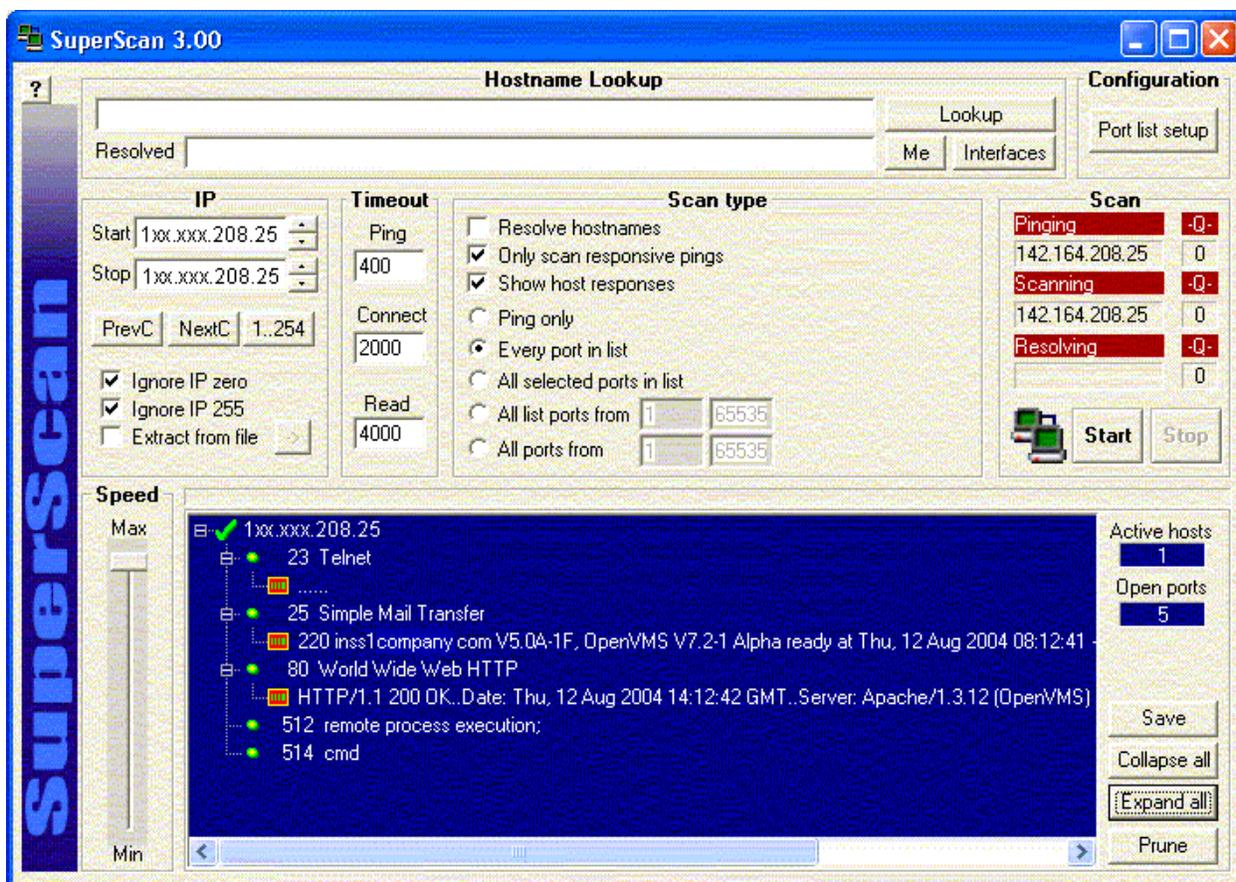 SuperScan 3.00
?
Hostname Lookup
Lookup
Resolved
Me
Interfaces
Configuration
Port list setup
IP
Start 1xx.xxx.208.25
Stop 1xx.xxx.208.25
PrevC
NextC
1..254
Ignore IP zero
Ignore IP 255
Extract from file
->
Timeout
Ping
400
Connect
2000
Read
4000
Scan type
Resolve hostnames
Only scan responsive pings
Show host responses
Ping only
Every port in list
All selected ports in list
All list ports from 1 65535
All ports from 1 65535
Scan
Pinging -Q-
142.164.208.25 0
Scanning -Q-
142.164.208.25 0
Resolving -Q-
0
Start
Stop
SuperScan
Speed
Max
Min
1xx.xxx.208.25
23 Telnet
......
25 Simple Mail Transfer
220 inss1company com V5.0A-1F, OpenVMS V7.2-1 Alpha ready at Thu, 12 Aug 2004 08:12:41 -
80 World Wide Web HTTP
HTTP/1.1 200 OK..Date: Thu, 12 Aug 2004 14:12:42 GMT..Server: Apache/1.3.12 (OpenVMS)
512 remote process execution;
514 cmd
Active hosts
1
Open ports
5
Save
Collapse all
Expand all
Prune